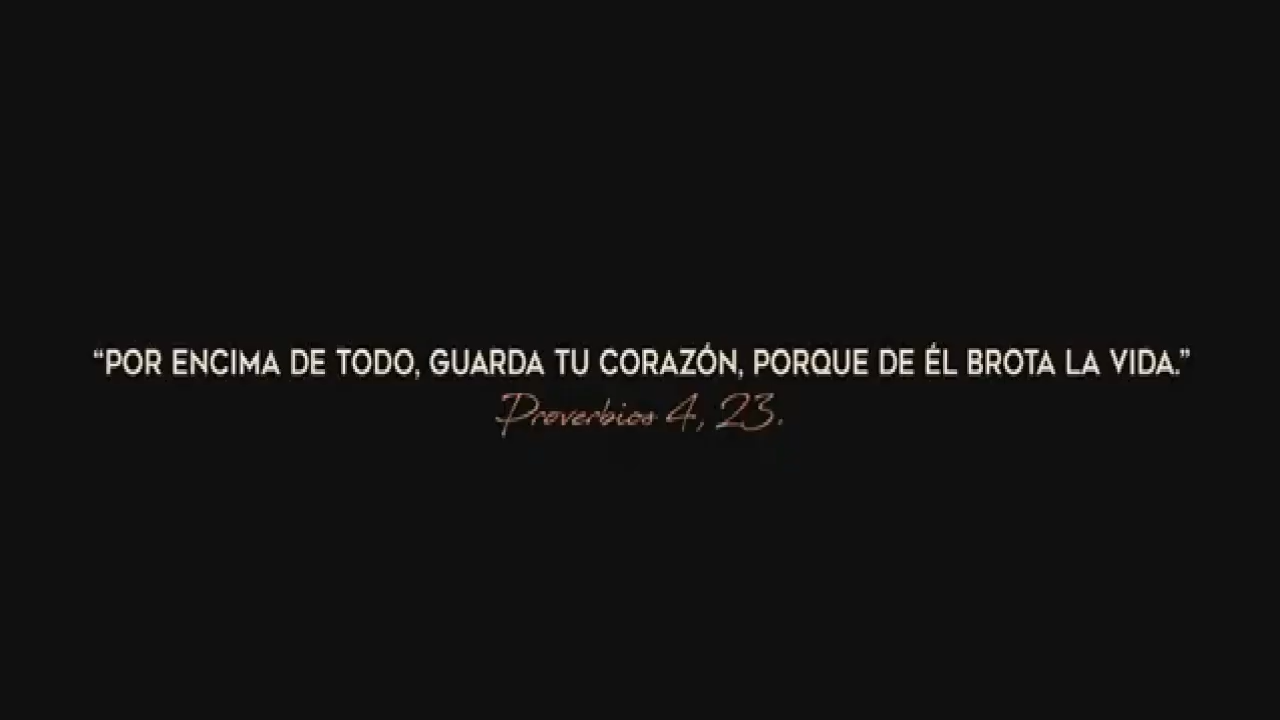 “POR ENCIMA DE TODO, GUARDA TU CORAZÓN, PORQUE DE ÉL BROTA LA VIDA.”
Proverbios 4, 23.